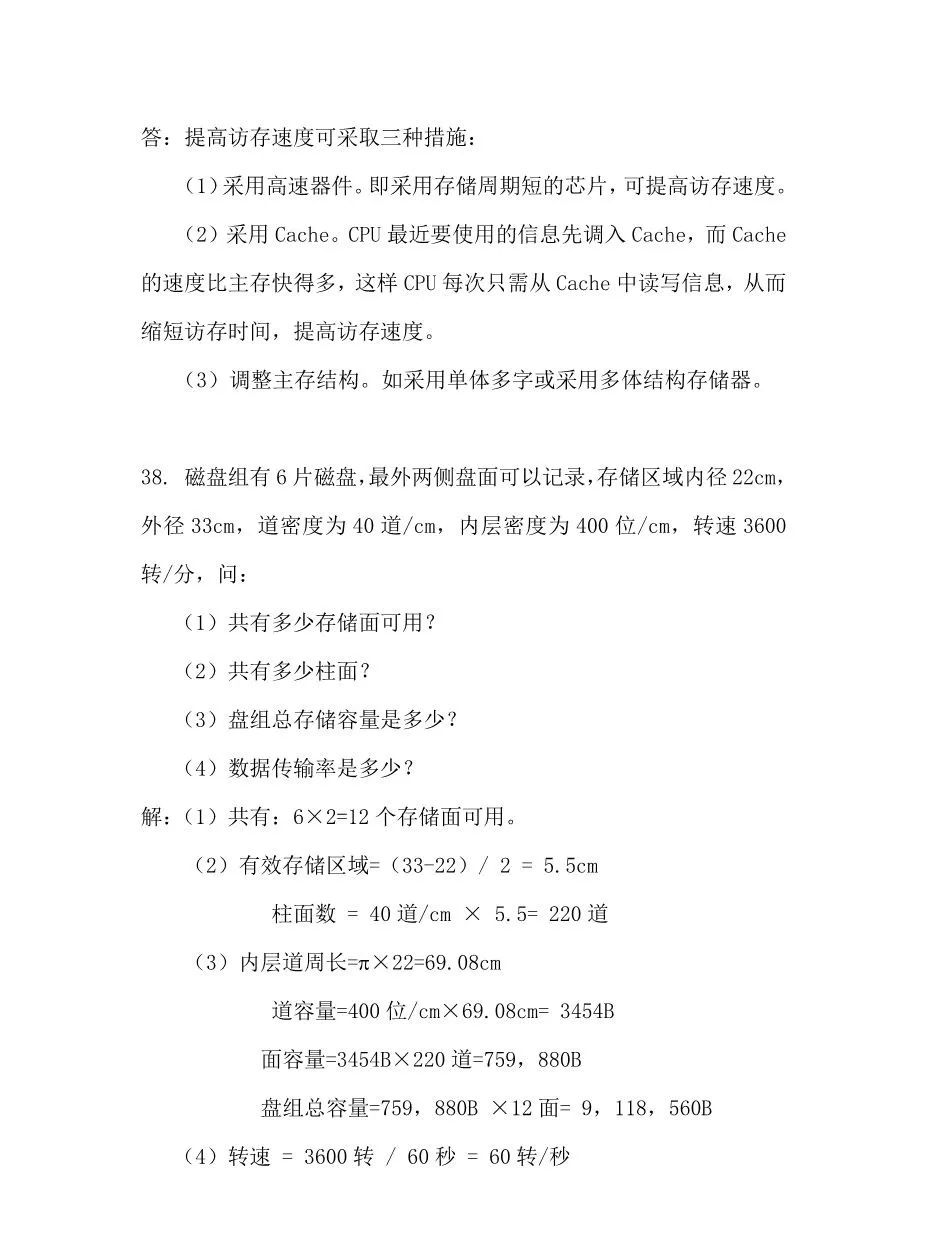 答：提高访存速度可采取三种措施：
（1）采用高速器件。即采用存储周期短的芯片，可提高访存速度。
（2）采用 Cache。CPU 最近要使用的信息先调入 Cache，而 Cache
的速度比主存快得多，这样 CPU 每次只需从 Cache 中读写信息，从而
缩短访存时间，提高访存速度。
（3）调整主存结构。如采用单体多字或采用多体结构存储器。
38. 磁盘组有 6 片磁盘，最外两侧盘面可以记录，存储区域内径 22cm，
外径 33cm，道密度为 40 道/cm，内层密度为 400 位/cm，转速 3600
转/分，问：
（1）共有多少存储面可用？
（2）共有多少柱面？
（3）盘组总存储容量是多少？
（4）数据传输率是多少？
解：（1）共有：6×2=12 个存储面可用。
（2）有效存储区域=（33-22）/ 2 = 5.5cm
柱面数 = 40 道/cm × 5.5= 220 道
（3）内层道周长=π×22=69.08cm
道容量=400 位/cm×69.08cm= 3454B
面容量=3454B×220 道=759，880B
盘组总容量=759，880B ×12 面= 9，118，560B
（4）转速 = 3600 转 / 60 秒 = 60 转/秒